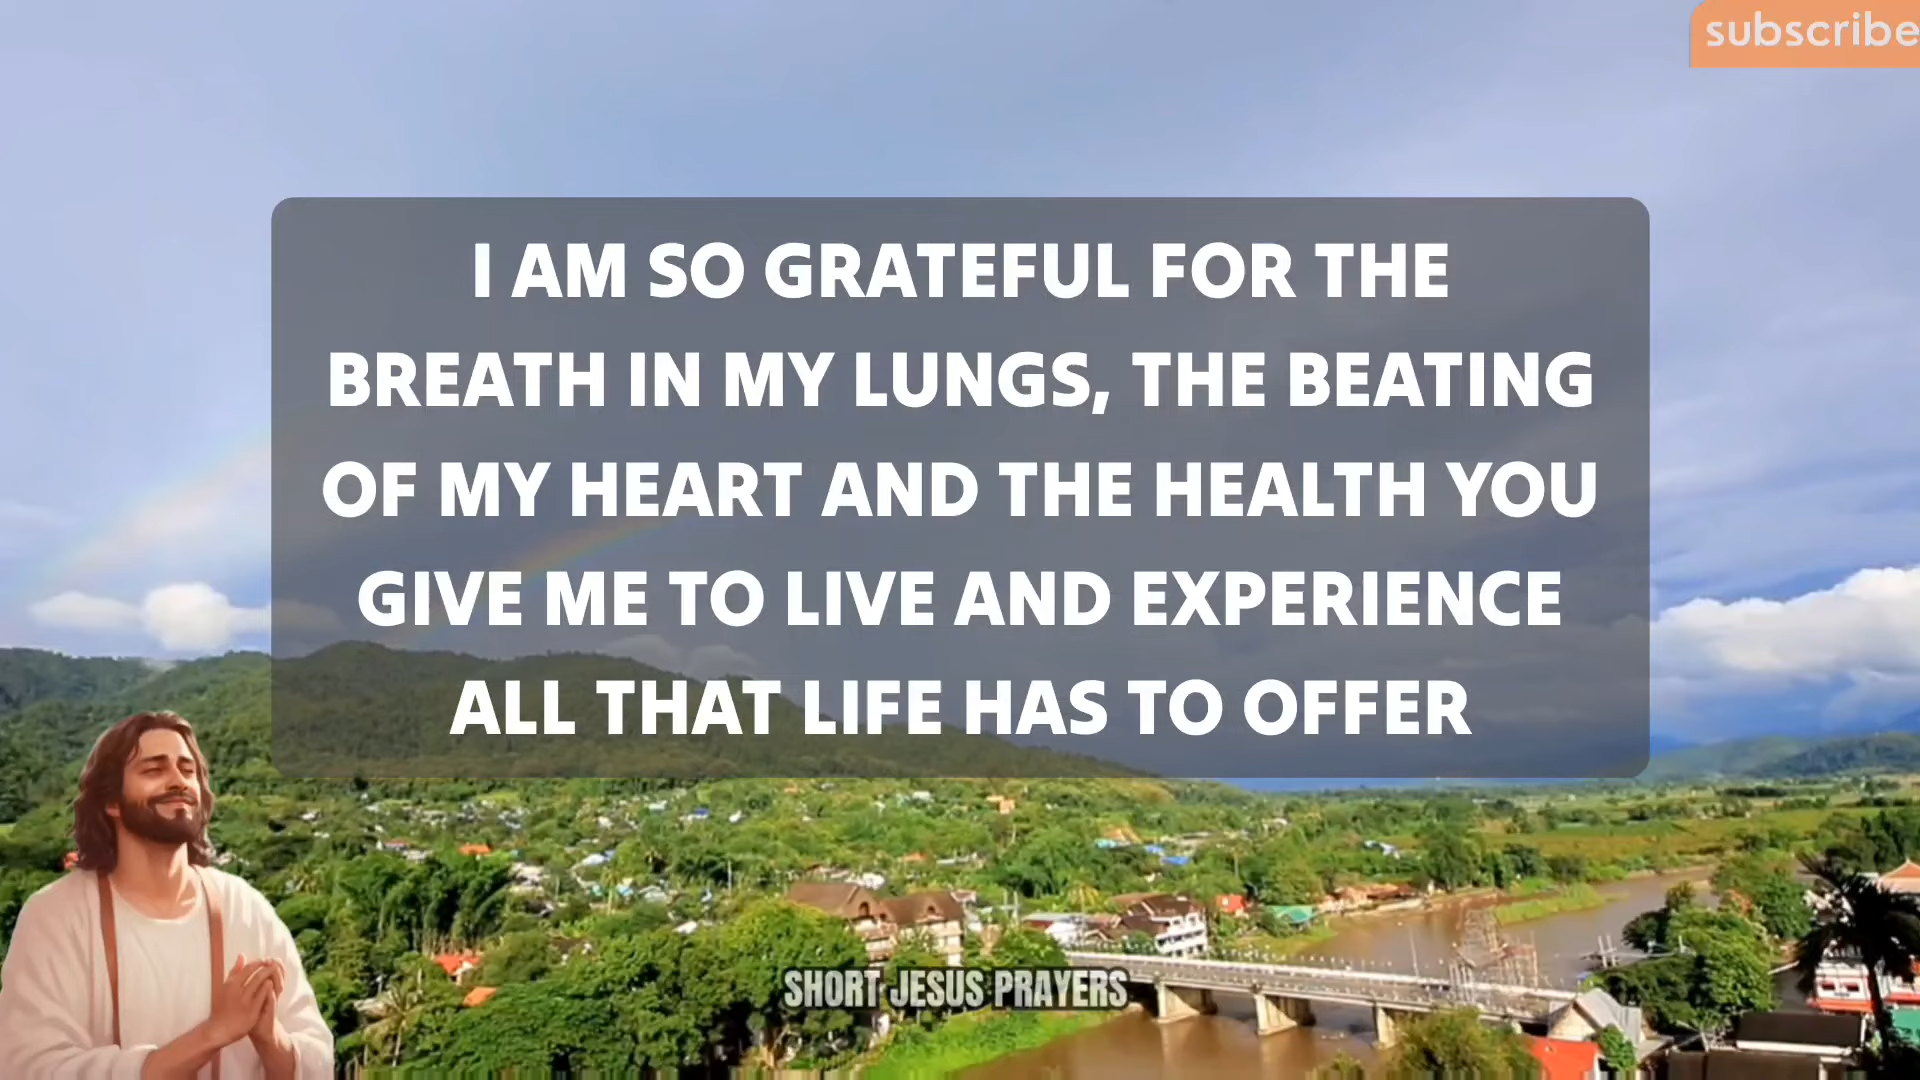 subscribe
I AM SO GRATEFUL FOR THE
BREATH IN MY LUNGS, THE BEATING
OF MY HEART AND THE HEALTH YOU
GIVE ME TO LIVE AND EXPERIENCE
ALL THAT LIFE HAS TO OFFER
SHORT JESUS PRAYERS